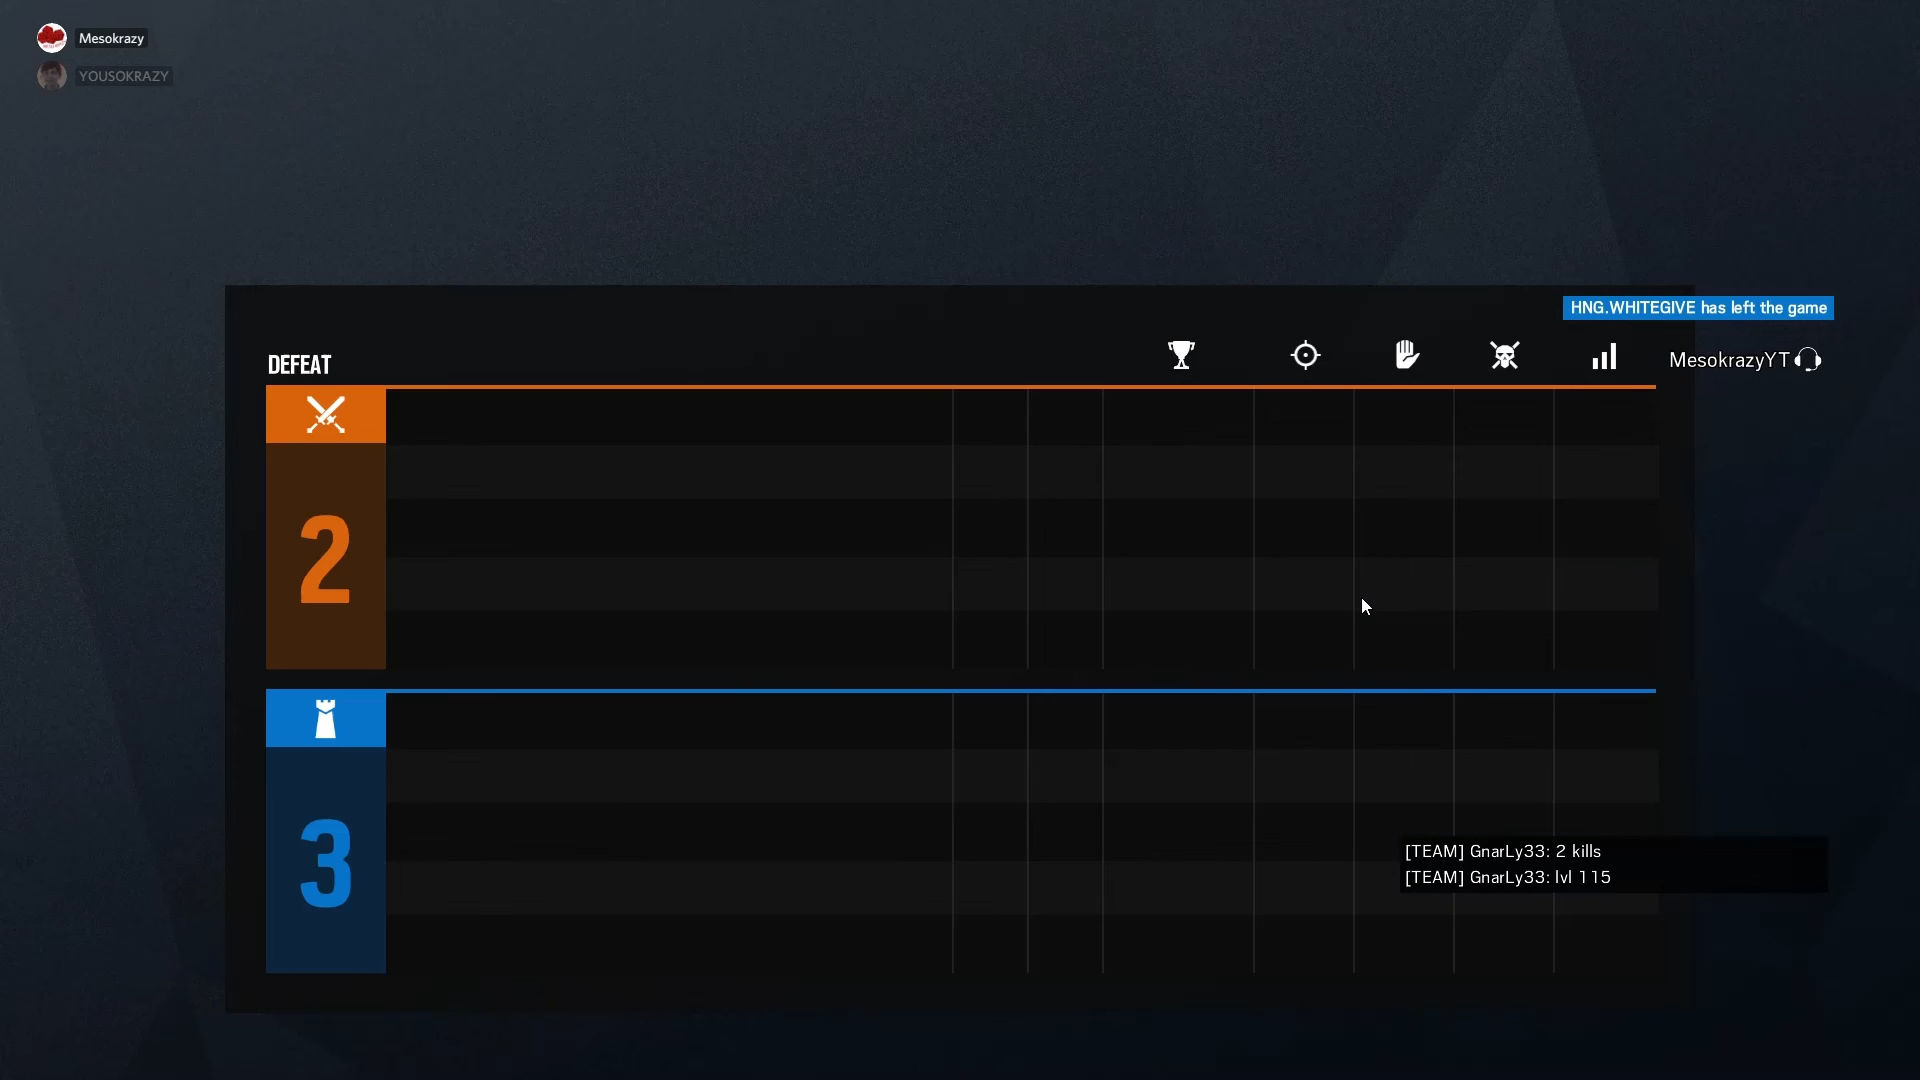 Mesokrazy
YOUSOKRAZY
HNG.WHITEGIVE has left the game
DEFEAT
MesokrazyYT
2
3
[TEAM] GnarLy33: 2 kills
[TEAM] GnarLy33: lvl 115